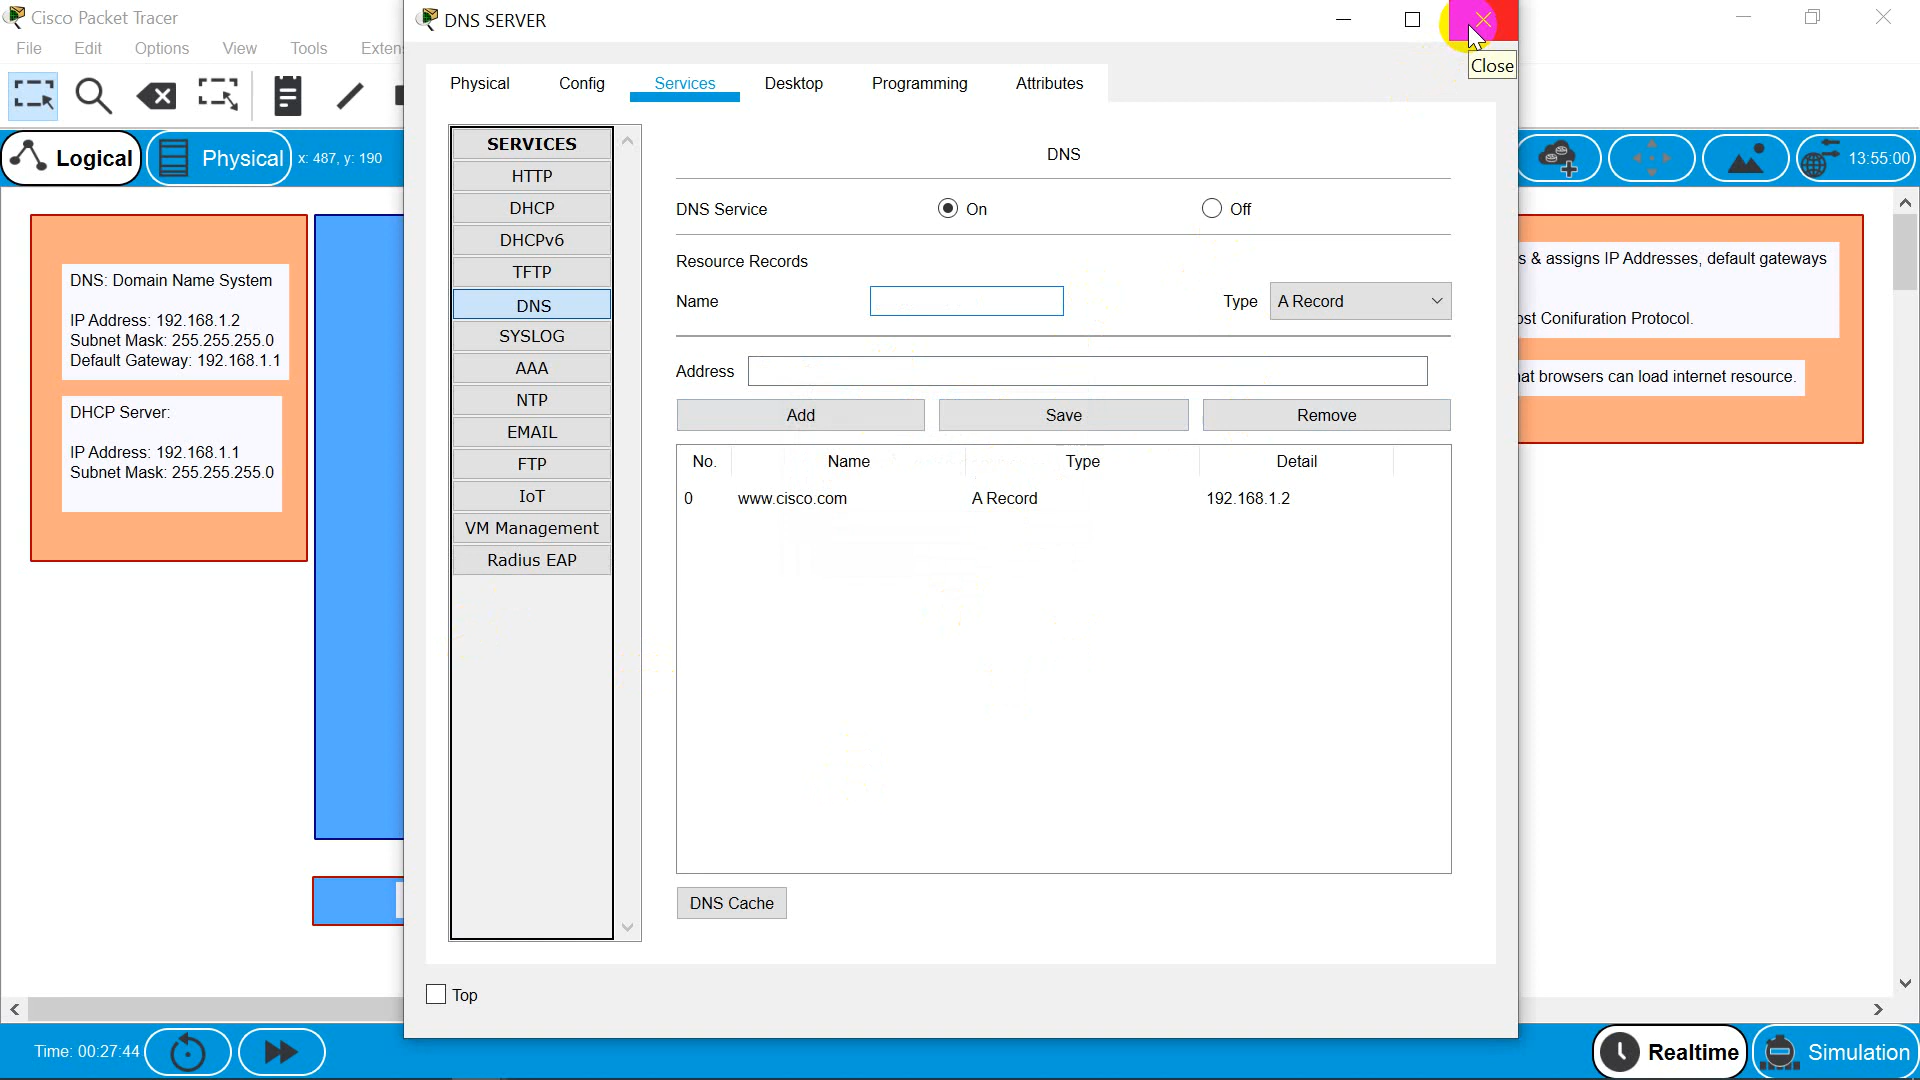 Cisco Packet Tracer
File Edit Options View Tools Exten
Logical Physical x: 487, y: 190
DNS: Domain Name System
IP Address: 192.168.1.2
Subnet Mask: 255.255.255.0
Default Gateway: 192.168.1.1
DHCP Server:
IP Address: 192.168.1.1
Subnet Mask: 255.255.255.0
DNS SERVER
Close
Physical Config Services Desktop Programming Attributes
SERVICES
HTTP
DHCP
DHCPv6
TFTP
DNS
SYSLOG
AAA
NTP
EMAIL
FTP
IoT
VM Management
Radius EAP
DNS
DNS Service On Off
Resource Records
Name Type A Record
Address
Add Save Remove
No. Name Type Detail
0 www.cisco.com A Record 192.168.1.2
DNS Cache
Top
13:55:00
s & assigns IP Addresses, default gateways
ost Conifuration Protocol.
at browsers can load internet resource.
Time: 00:27:44
Realtime Simulation